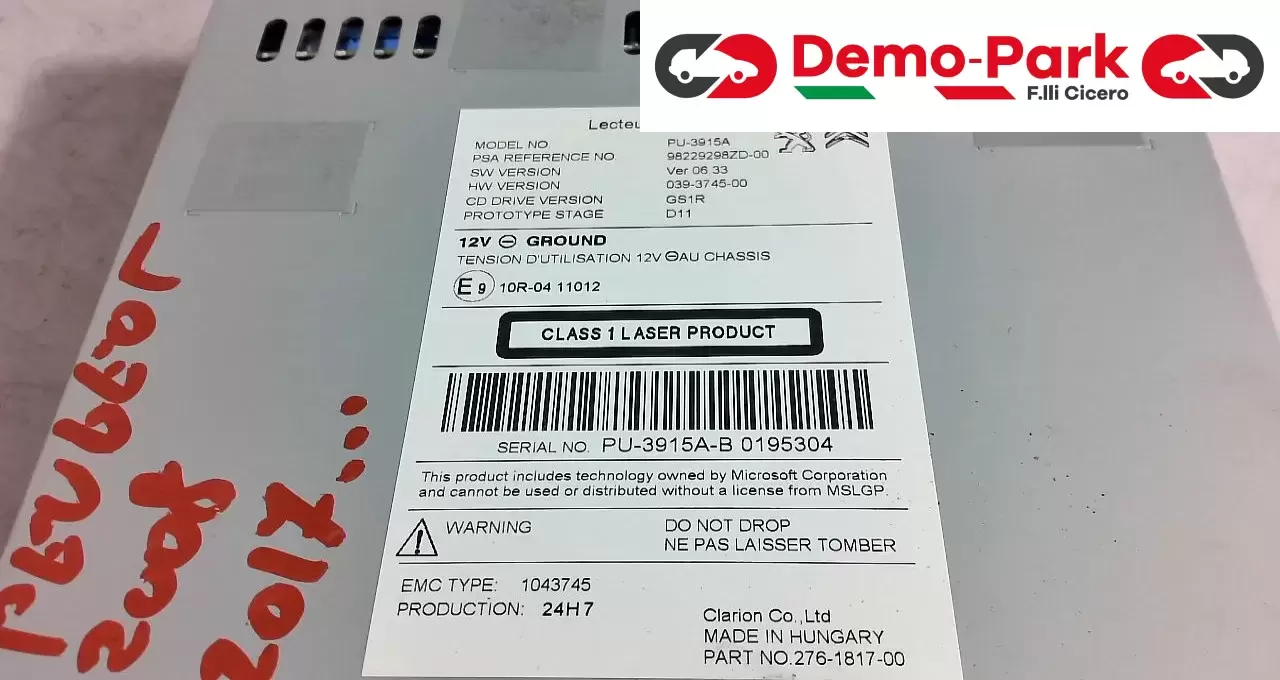 Demo-Park
F.lli Cicero
Lecteu
MODEL NO PU-3915A
PSA REFERENCE NO. 98229298ZD-00
SW VERSION Ver 06 33
HW VERSION 039-3745-00
CD DRIVE VERSION GS1R
PROTOTYPE STAGE D11
12V ⊖ GROUND
TENSION D'UTILISATION 12V ⊖AU CHASSIS
E9 10R-04 11012
CLASS 1 LASER PRODUCT
SERIAL NO. PU-3915A-B 0195304
This product includes technology owned by Microsoft Corporation
and cannot be used or distributed without a license from MSLGP.
WARNING DO NOT DROP
NE PAS LAISSER TOMBER
EMC TYPE: 1043745
PRODUCTION: 24H7
Clarion Co.,Ltd
MADE IN HUNGARY
PART NO.276-1817-00
2008
2017...